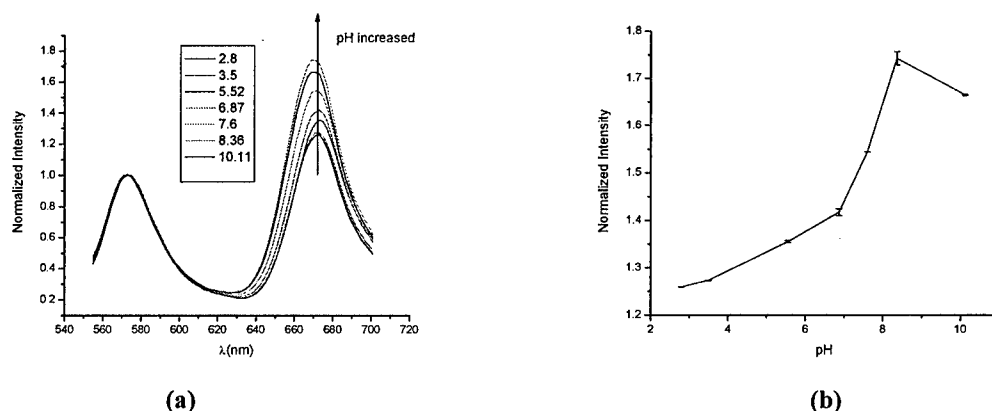 pH increased
2.8
3.5
5.52
6.87
7.6
8.36
10.11
Normalized Intensity
1.8
1.6
1.4
1.2
1.0
0.8
0.6
0.4
0 2
540 560 580 600 620 640 660 680 700 720
λ(nm)
(a)
Normalized Intensity
1.8
1.7
1.6
1.5
1.4
1.3
1.2
2 4 6 8 10
pH
(b)